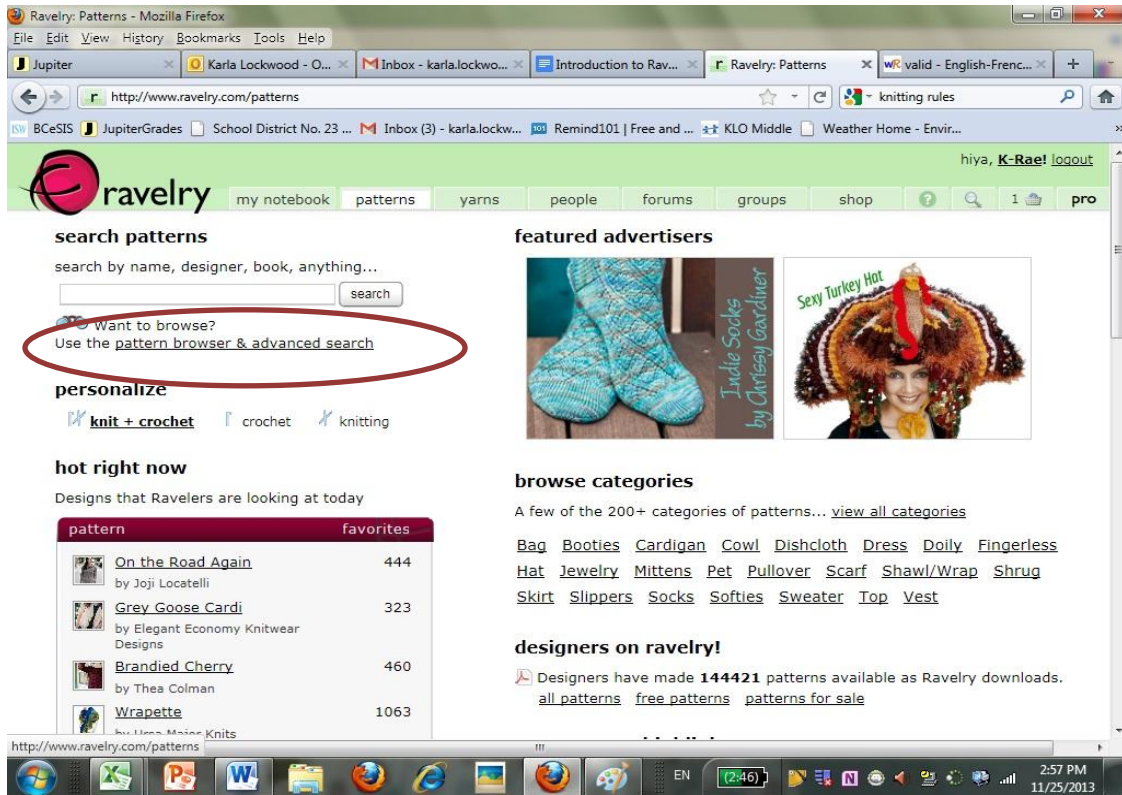 Ravelry: Patterns - Mozilla Firefox
File Edit View History Bookmarks Tools Help
Jupiter
Karla Lockwood - O...
Inbox - karla.lockwo...
Introduction to Rav...
Ravelry: Patterns
valid - English-Frenc...
http://www.ravelry.com/patterns
knitting rules
BCeSIS JupiterGrades School District No. 23 ... Inbox (3) - karla.lockw... Remind101 | Free and ... KLO Middle Weather Home - Envir...
hiya, K-Rae! logout
ravelry my notebook patterns yarns people forums groups shop 1 pro
search patterns
search by name, designer, book, anything...
search
Want to browse?
Use the pattern browser & advanced search
personalize
knit + crochet crochet knitting
hot right now
Designs that Ravelers are looking at today
pattern favorites
On the Road Again 444
by Joji Locatelli
Grey Goose Cardi 323
by Elegant Economy Knitwear
Designs
Brandied Cherry 460
by Thea Colman
Wrapette 1063
by Ursa Major Knits
featured advertisers
Indie Socks
by Chrissy Gardiner
Sexy Turkey Hat
browse categories
A few of the 200+ categories of patterns... view all categories
Bag Booties Cardigan Cowl Dishcloth Dress Doily Fingerless
Hat Jewelry Mittens Pet Pullover Scarf Shawl/Wrap Shrug
Skirt Slippers Socks Softies Sweater Top Vest
designers on ravelry!
Designers have made 144421 patterns available as Ravelry downloads.
all patterns free patterns patterns for sale
http://www.ravelry.com/patterns
EN (2:46) 2:57 PM
11/25/2013